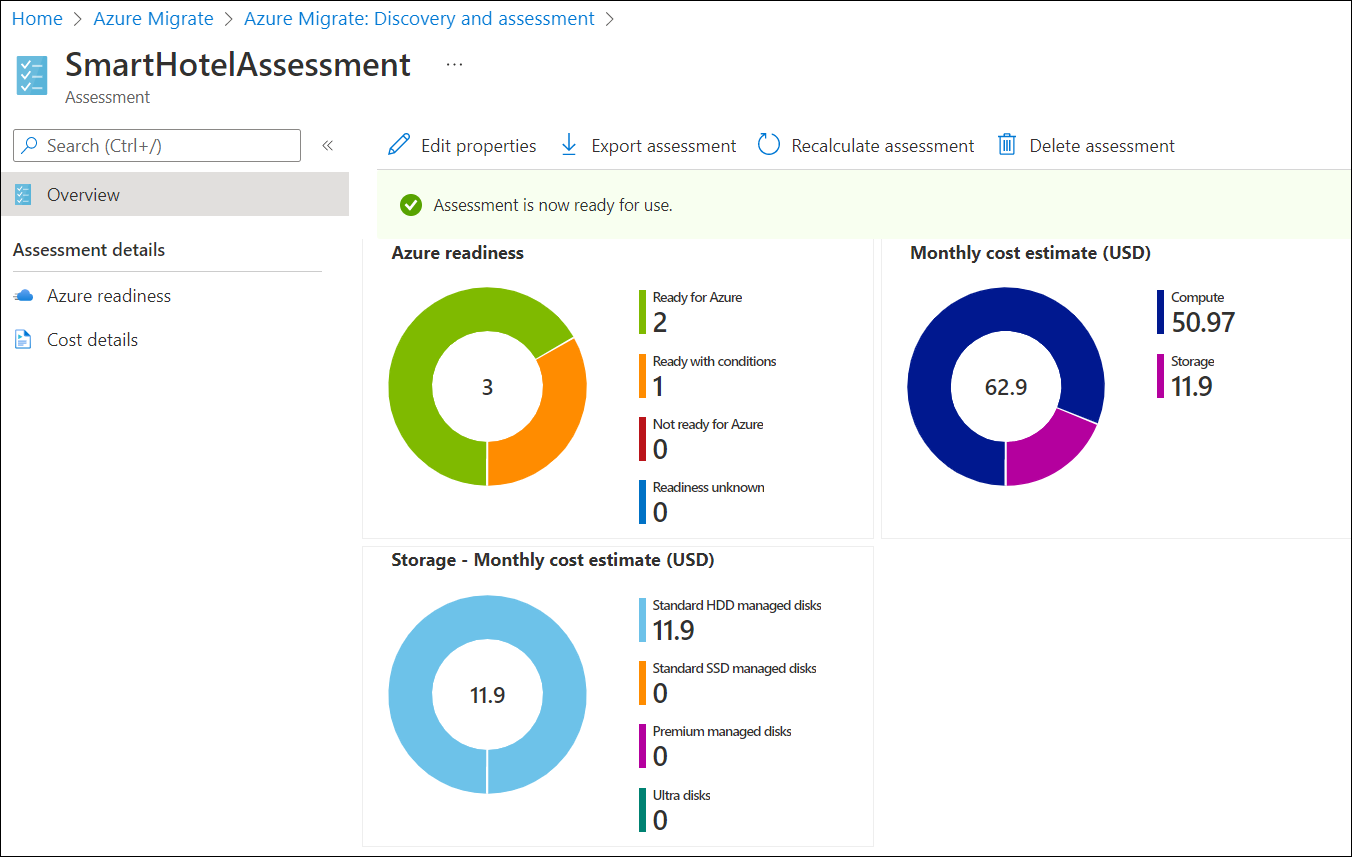 Home > Azure Migrate > Azure Migrate: Discovery and assessment >
SmartHotelAssessment ...
Assessment
Search (Ctrl+/) «
Overview
Assessment details
Azure readiness
Cost details
Edit properties Export assessment Recalculate assessment Delete assessment
Assessment is now ready for use.
Azure readiness
3
Ready for Azure
2
Ready with conditions
1
Not ready for Azure
0
Readiness unknown
0
Monthly cost estimate (USD)
62.9
Compute
50.97
Storage
11.9
Storage - Monthly cost estimate (USD)
11.9
Standard HDD managed disks
11.9
Standard SSD managed disks
0
Premium managed disks
0
Ultra disks
0